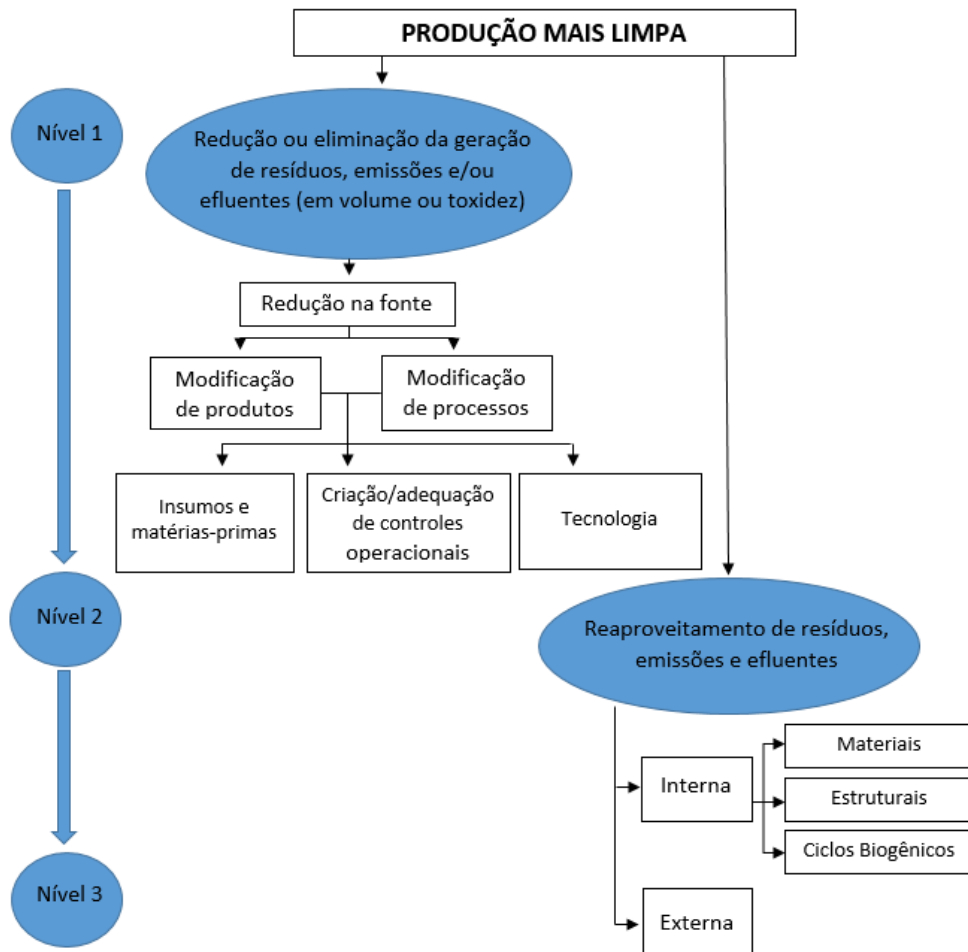 PRODUÇÃO MAIS LIMPA
Nível 1
Redução ou eliminação da geração
de resíduos, emissões e/ou
efluentes (em volume ou toxidez)
Redução na fonte
Modificação
de produtos
Modificação
de processos
Insumos e
matérias-primas
Criação/adequação
de controles
operacionais
Tecnologia
Nível 2
Reaproveitamento de resíduos,
emissões e efluentes
Interna
Materiais
Estruturais
Ciclos Biogênicos
Nível 3
Externa